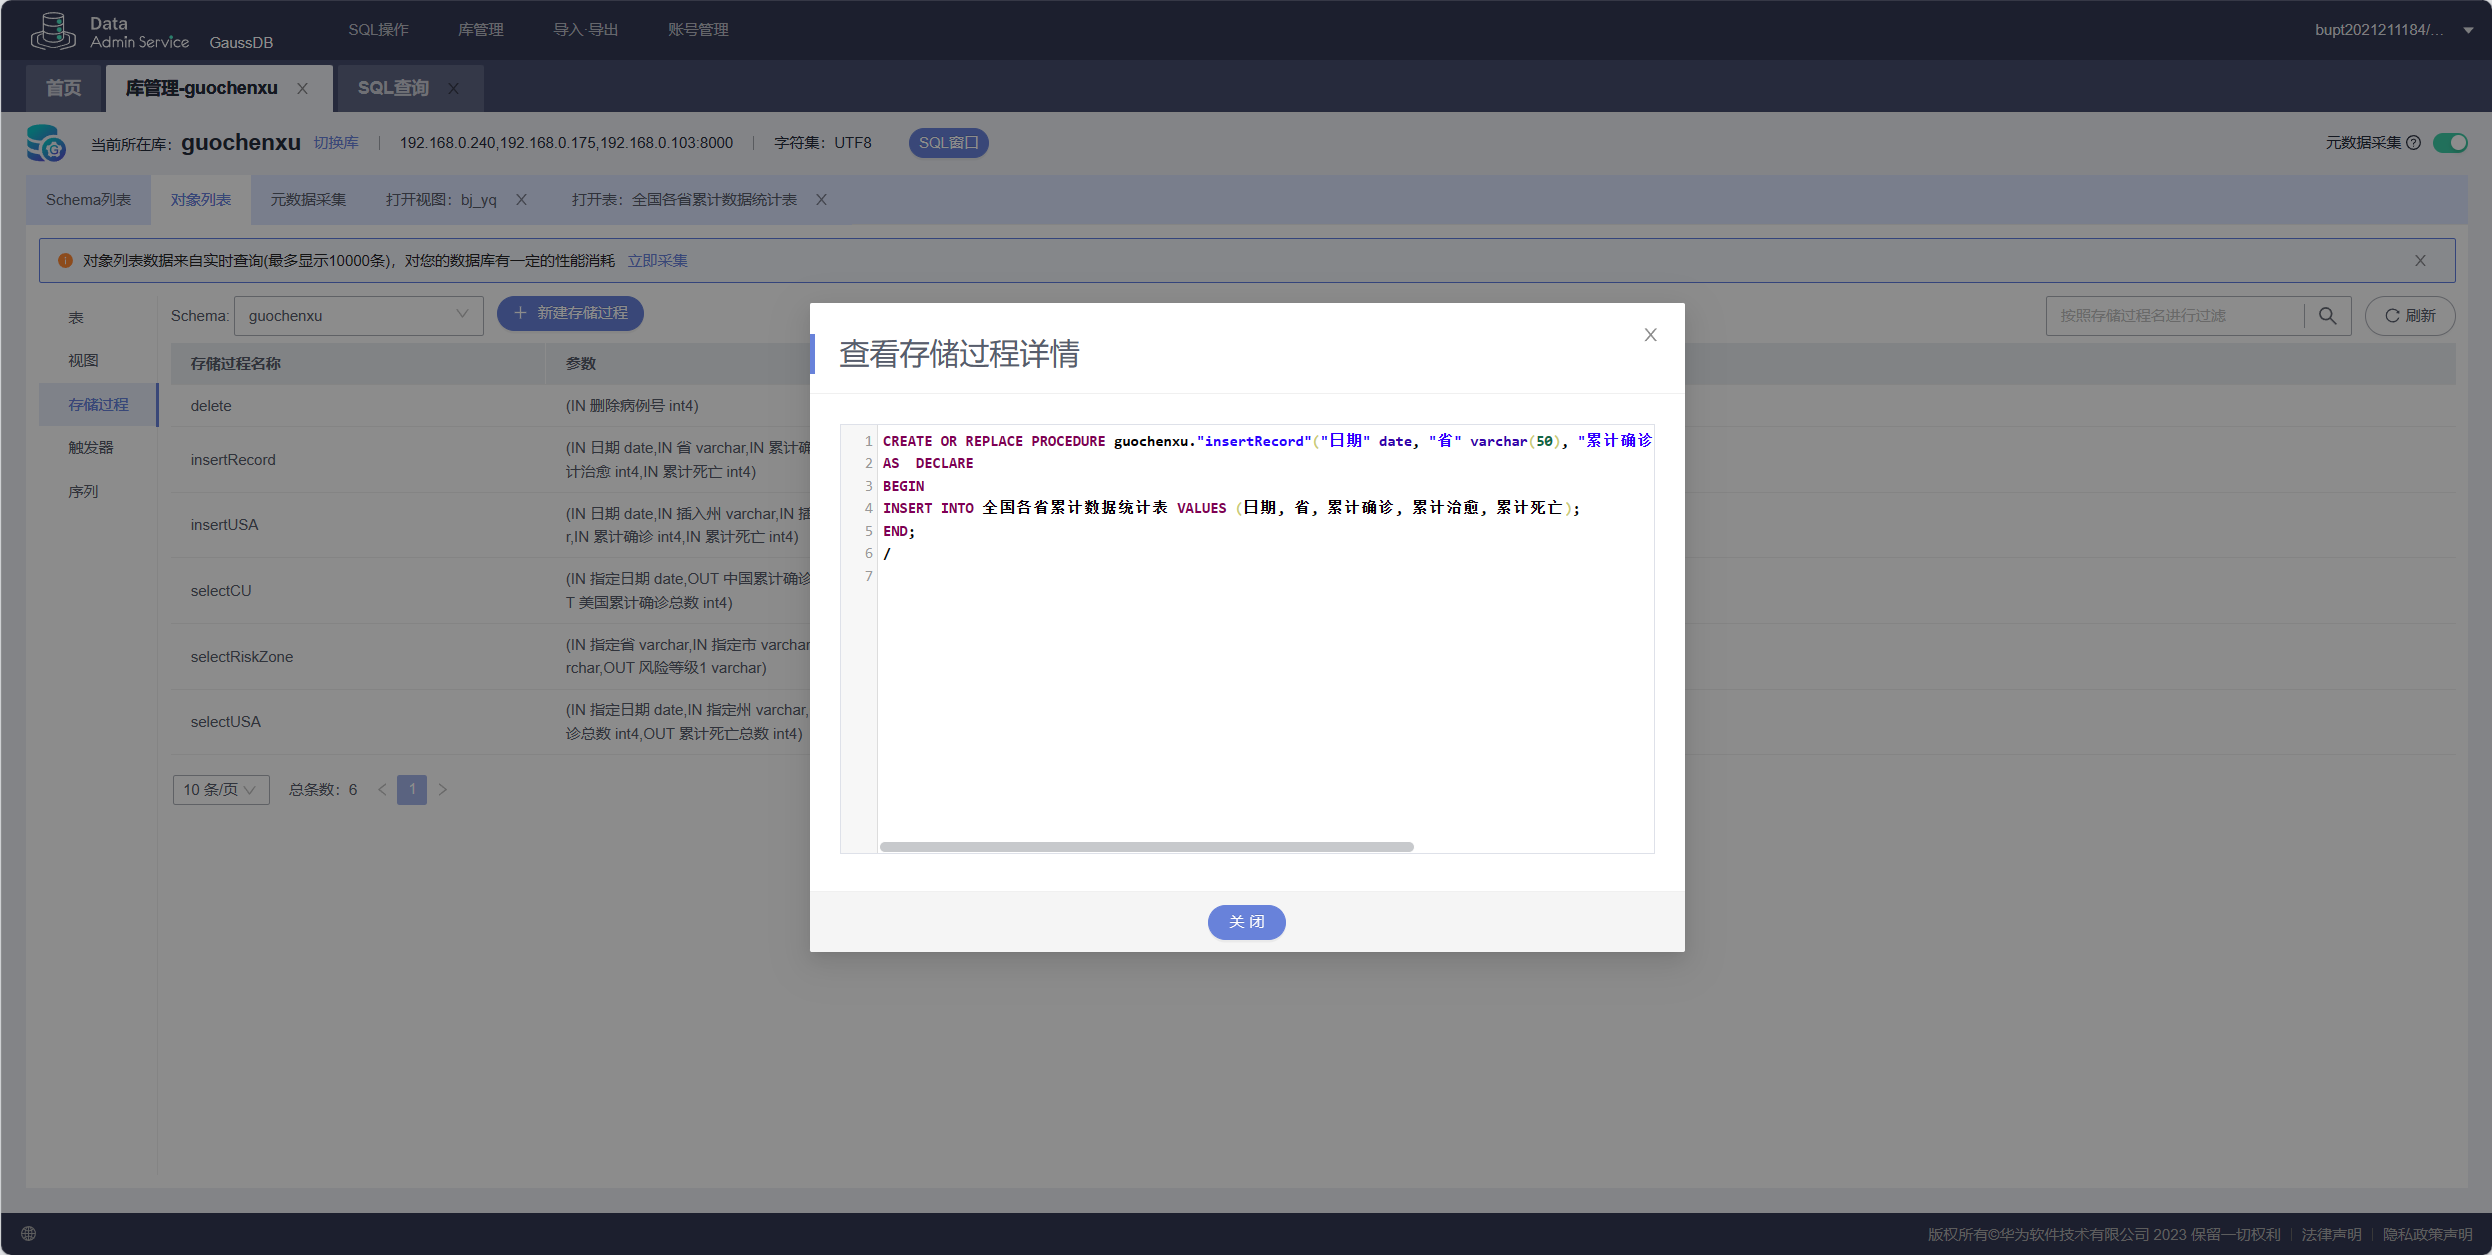 Data
Admin Service GaussDB SQL操作 库管理 导入·导出 账号管理 bupt2021211184/...
首页 库管理-guochenxu SQL查询
当前所在库: guochenxu 切换库 192.168.0.240,192.168.0.175,192.168.0.103:8000 字符集: UTF8 SQL窗口 元数据采集
Schema列表 对象列表 元数据采集 打开视图: bj_yq 打开表: 全国各省累计数据统计表
对象列表数据来自实时查询(最多显示10000条)，对您的数据库有一定的性能消耗 立即采集
表
视图
存储过程
触发器
序列
Schema: guochenxu 新建存储过程 按照存储过程名进行过滤 刷新
存储过程名称 参数
delete (IN 删除病例号 int4)
insertRecord (IN 日期 date,IN 省 varchar,IN 累计确
计治愈 int4,IN 累计死亡 int4)
insertUSA (IN 日期 date,IN 插入州 varchar,IN 插
r,IN 累计确诊 int4,IN 累计死亡 int4)
selectCU (IN 指定日期 date,OUT 中国累计确诊
T 美国累计确诊总数 int4)
selectRiskZone (IN 指定省 varchar,IN 指定市 varchar
rchar,OUT 风险等级1 varchar)
selectUSA (IN 指定日期 date,IN 指定州 varchar,
诊总数 int4,OUT 累计死亡总数 int4)
10 条/页 总条数: 6 1
查看存储过程详情
1 CREATE OR REPLACE PROCEDURE guochenxu."insertRecord"("日期" date, "省" varchar(50), "累计确诊
2 AS DECLARE
3 BEGIN
4 INSERT INTO 全国各省累计数据统计表 VALUES (日期, 省, 累计确诊, 累计治愈, 累计死亡);
5 END;
6 /
7
关 闭
版权所有©华为软件技术有限公司 2023 保留一切权利 法律声明 隐私政策声明